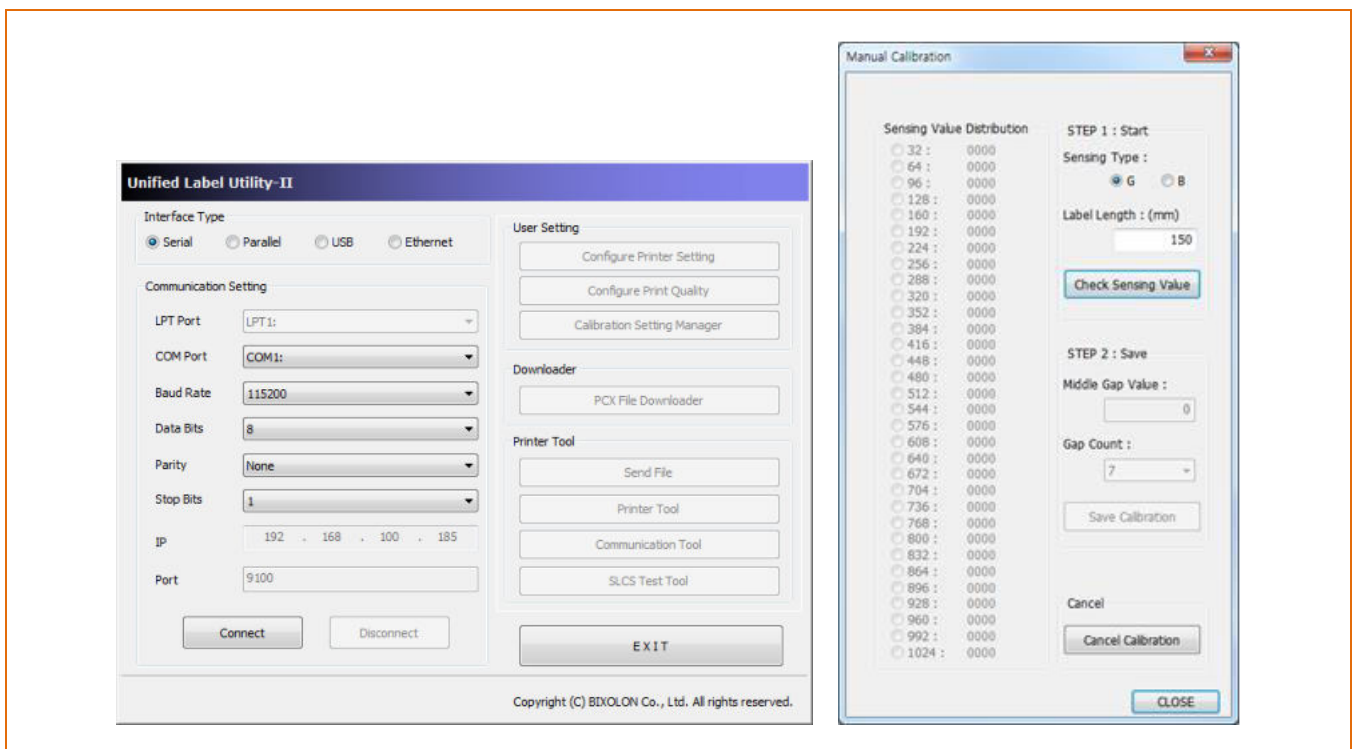 Unified Label Utility-II
Interface Type
Serial Parallel USB Ethernet
Communication Setting
LPT Port LPT1:
COM Port COM1:
Baud Rate 115200
Data Bits 8
Parity None
Stop Bits 1
IP 192 . 168 . 100 . 185
Port 9100
Connect Disconnect
User Setting
Configure Printer Setting
Configure Print Quality
Calibration Setting Manager
Downloader
PCX File Downloader
Printer Tool
Send File
Printer Tool
Communication Tool
SLCS Test Tool
EXIT
Copyright (C) BIXOLON Co., Ltd. All rights reserved.
Manual Calibration
Sensing Value Distribution
32 : 0000
64 : 0000
96 : 0000
128 : 0000
160 : 0000
192 : 0000
224 : 0000
256 : 0000
288 : 0000
320 : 0000
352 : 0000
384 : 0000
416 : 0000
448 : 0000
480 : 0000
512 : 0000
544 : 0000
576 : 0000
608 : 0000
640 : 0000
672 : 0000
704 : 0000
736 : 0000
768 : 0000
800 : 0000
832 : 0000
864 : 0000
896 : 0000
928 : 0000
960 : 0000
992 : 0000
1024 : 0000
STEP 1 : Start
Sensing Type :
G B
Label Length : (mm)
150
Check Sensing Value
STEP 2 : Save
Middle Gap Value :
0
Gap Count :
7
Save Calibration
Cancel
Cancel Calibration
CLOSE